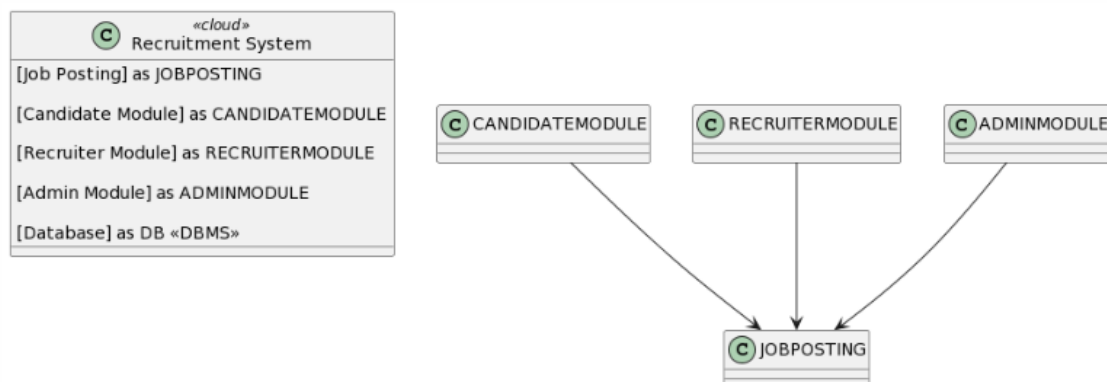 «cloud»
C Recruitment System
[Job Posting] as JOBPOSTING
[Candidate Module] as CANDIDATEMODULE
[Recruiter Module] as RECRUITERMODULE
[Admin Module] as ADMINMODULE
[Database] as DB «DBMS»
C CANDIDATEMODULE
C RECRUITERMODULE
C ADMINMODULE
C JOBPOSTING